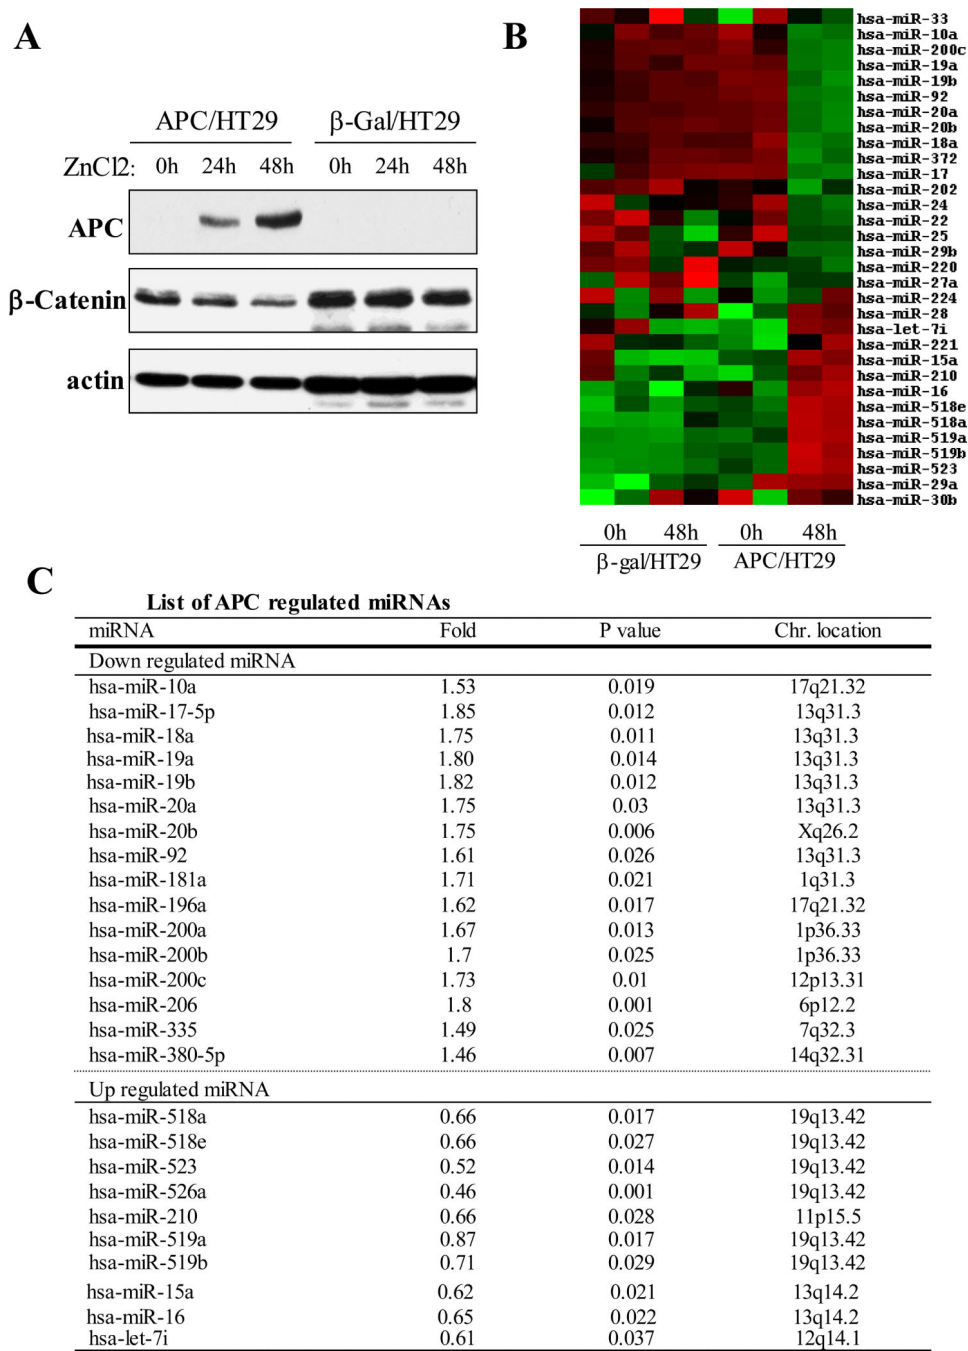 A
APC/HT29 β-Gal/HT29
ZnCl2: 0h 24h 48h 0h 24h 48h
APC
β-Catenin
actin
B
hsa-miR-33
hsa-miR-10a
hsa-miR-200c
hsa-miR-19a
hsa-miR-19b
hsa-miR-92
hsa-miR-20a
hsa-miR-20b
hsa-miR-18a
hsa-miR-372
hsa-miR-17
hsa-miR-202
hsa-miR-24
hsa-miR-22
hsa-miR-25
hsa-miR-29b
hsa-miR-220
hsa-miR-27a
hsa-miR-224
hsa-miR-28
hsa-let-7i
hsa-miR-221
hsa-miR-15a
hsa-miR-210
hsa-miR-16
hsa-miR-518e
hsa-miR-518a
hsa-miR-519a
hsa-miR-519b
hsa-miR-523
hsa-miR-29a
hsa-miR-30b
0h 48h 0h 48h
β-gal/HT29 APC/HT29
C
List of APC regulated miRNAs
miRNA Fold P value Chr. location
Down regulated miRNA
hsa-miR-10a 1.53 0.019 17q21.32
hsa-miR-17-5p 1.85 0.012 13q31.3
hsa-miR-18a 1.75 0.011 13q31.3
hsa-miR-19a 1.80 0.014 13q31.3
hsa-miR-19b 1.82 0.012 13q31.3
hsa-miR-20a 1.75 0.03 13q31.3
hsa-miR-20b 1.75 0.006 Xq26.2
hsa-miR-92 1.61 0.026 13q31.3
hsa-miR-181a 1.71 0.021 1q31.3
hsa-miR-196a 1.62 0.017 17q21.32
hsa-miR-200a 1.67 0.013 1p36.33
hsa-miR-200b 1.7 0.025 1p36.33
hsa-miR-200c 1.73 0.01 12p13.31
hsa-miR-206 1.8 0.001 6p12.2
hsa-miR-335 1.49 0.025 7q32.3
hsa-miR-380-5p 1.46 0.007 14q32.31
Up regulated miRNA
hsa-miR-518a 0.66 0.017 19q13.42
hsa-miR-518e 0.66 0.027 19q13.42
hsa-miR-523 0.52 0.014 19q13.42
hsa-miR-526a 0.46 0.001 19q13.42
hsa-miR-210 0.66 0.028 11p15.5
hsa-miR-519a 0.87 0.017 19q13.42
hsa-miR-519b 0.71 0.029 19q13.42
hsa-miR-15a 0.62 0.021 13q14.2
hsa-miR-16 0.65 0.022 13q14.2
hsa-let-7i 0.61 0.037 12q14.1